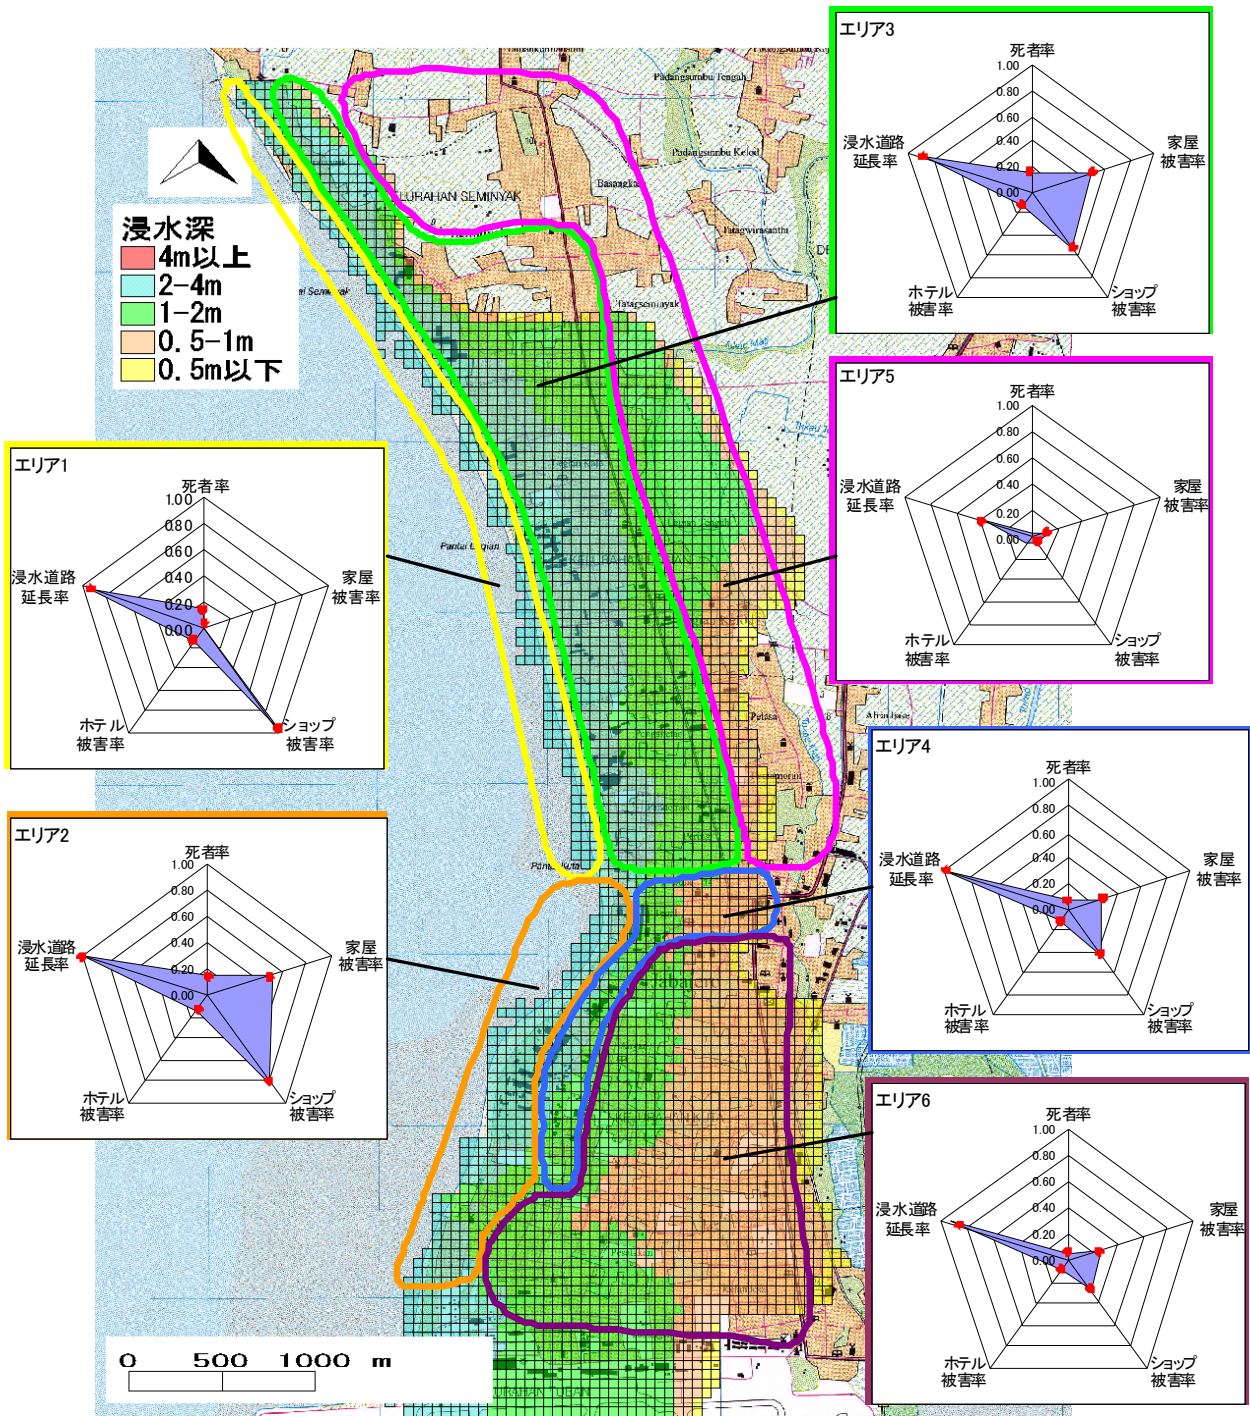 エリア3
死者率
1.00
0.80
0.60
0.40
0.20
0.00
浸水道路
延長率
家屋
被害率
ホテル
被害率
ショップ
被害率
Padangsumbu Tengah
Padangsumbu Kelod
Basangka
LURAHAN SEMINYAK
Tatagseminyak
浸水深
4m以上
2-4m
1-2m
0.5-1m
0.5m以下
エリア5
死者率
1.00
0.80
0.60
0.40
0.20
0.00
浸水道路
延長率
家屋
被害率
ホテル
被害率
ショップ
被害率
エリア1
死者率
1.00
0.80
0.60
0.40
0.20
0.00
浸水道路
延長率
家屋
被害率
ホテル
被害率
ショップ
被害率
Pelasa
エリア4
死者率
1.00
0.80
0.60
0.40
0.20
0.00
浸水道路
延長率
家屋
被害率
ホテル
被害率
ショップ
被害率
エリア2
死者率
1.00
0.80
0.60
0.40
0.20
0.00
浸水道路
延長率
家屋
被害率
ホテル
被害率
ショップ
被害率
エリア6
死者率
1.00
0.80
0.60
0.40
0.20
0.00
浸水道路
延長率
家屋
被害率
ホテル
被害率
ショップ
被害率
0 500 1000 m